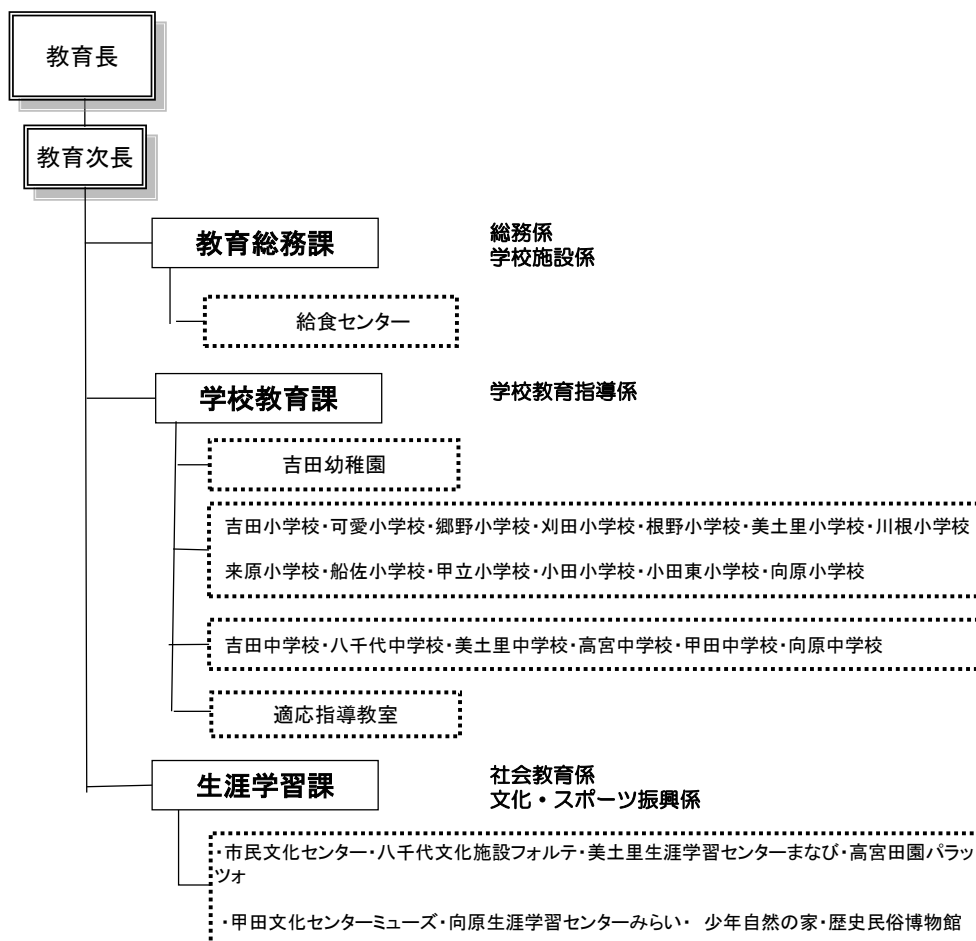 教育長
教育次長
教育総務課
総務係
学校施設係
給食センター
学校教育課
学校教育指導係
吉田幼稚園
吉田小学校・可愛小学校・郷野小学校・刈田小学校・根野小学校・美土里小学校・川根小学校
来原小学校・船佐小学校・甲立小学校・小田小学校・小田東小学校・向原小学校
吉田中学校・八千代中学校・美土里中学校・高宮中学校・甲田中学校・向原中学校
適応指導教室
生涯学習課
社会教育係
文化・スポーツ振興係
・市民文化センター・八千代文化施設フォルテ・美土里生涯学習センターまなび・高宮田園パラッ
ツォ
・甲田文化センターミューズ・向原生涯学習センターみらい・ 少年自然の家・歴史民俗博物館